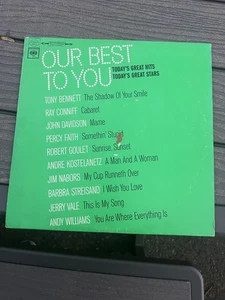 OUR BEST
TO YOU
TODAY'S GREAT HITS
TODAY'S GREAT STARS
TONY BENNETT The Shadow Of Your Smile
RAY CONNIFF Cabaret
JOHN DAVIDSON Mame
PERCY FAITH Somethin' Stupid
ROBERT GOULET Sunrise, Sunset
ANDRE KOSTELANETZ A Man And A Woman
JIM NABORS My Cup Runneth Over
BARBRA STREISAND I Wish You Love
JERRY VALE This Is My Song
ANDY WILLIAMS You Are Where Everything Is